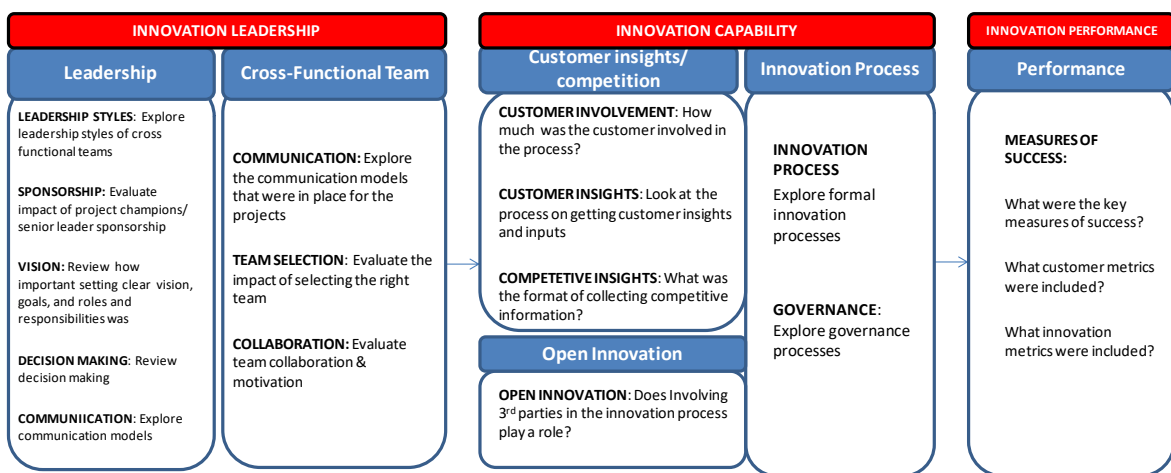 INNOVATION LEADERSHIP
Leadership
LEADERSHIP STYLES: Explore
leadership styles of cross
functional teams
SPONSORSHIP: Evaluate
impact of project champions/
senior leader sponsorship
VISION: Review how
important setting clear vision,
goals, and roles and
responsibilities was
DECISION MAKING: Review
decision making
COMMUNIICATION: Explore
communication models
Cross-Functional Team
COMMUNICATION: Explore
the communication models
that were in place for the
projects
TEAM SELECTION: Evaluate the
impact of selecting the right
team
COLLABORATION: Evaluate
team collaboration &
motivation
INNOVATION CAPABILITY
Customer insights/
competition
CUSTOMER INVOLVEMENT: How
much was the customer involved in
the process?
CUSTOMER INSIGHTS: Look at the
process on getting customer insights
and inputs
COMPETETIVE INSIGHTS: What was
the format of collecting competitive
information?
Open Innovation
OPEN INNOVATION: Does Involving
3rd parties in the innovation process
play a role?
Innovation Process
INNOVATION
PROCESS
Explore formal
innovation
processes
GOVERNANCE:
Explore governance
processes
INNOVATION PERFORMANCE
Performance
MEASURES OF
SUCCESS:
What were the key
measures of success?
What customer metrics
were included?
What innovation
metrics were included?